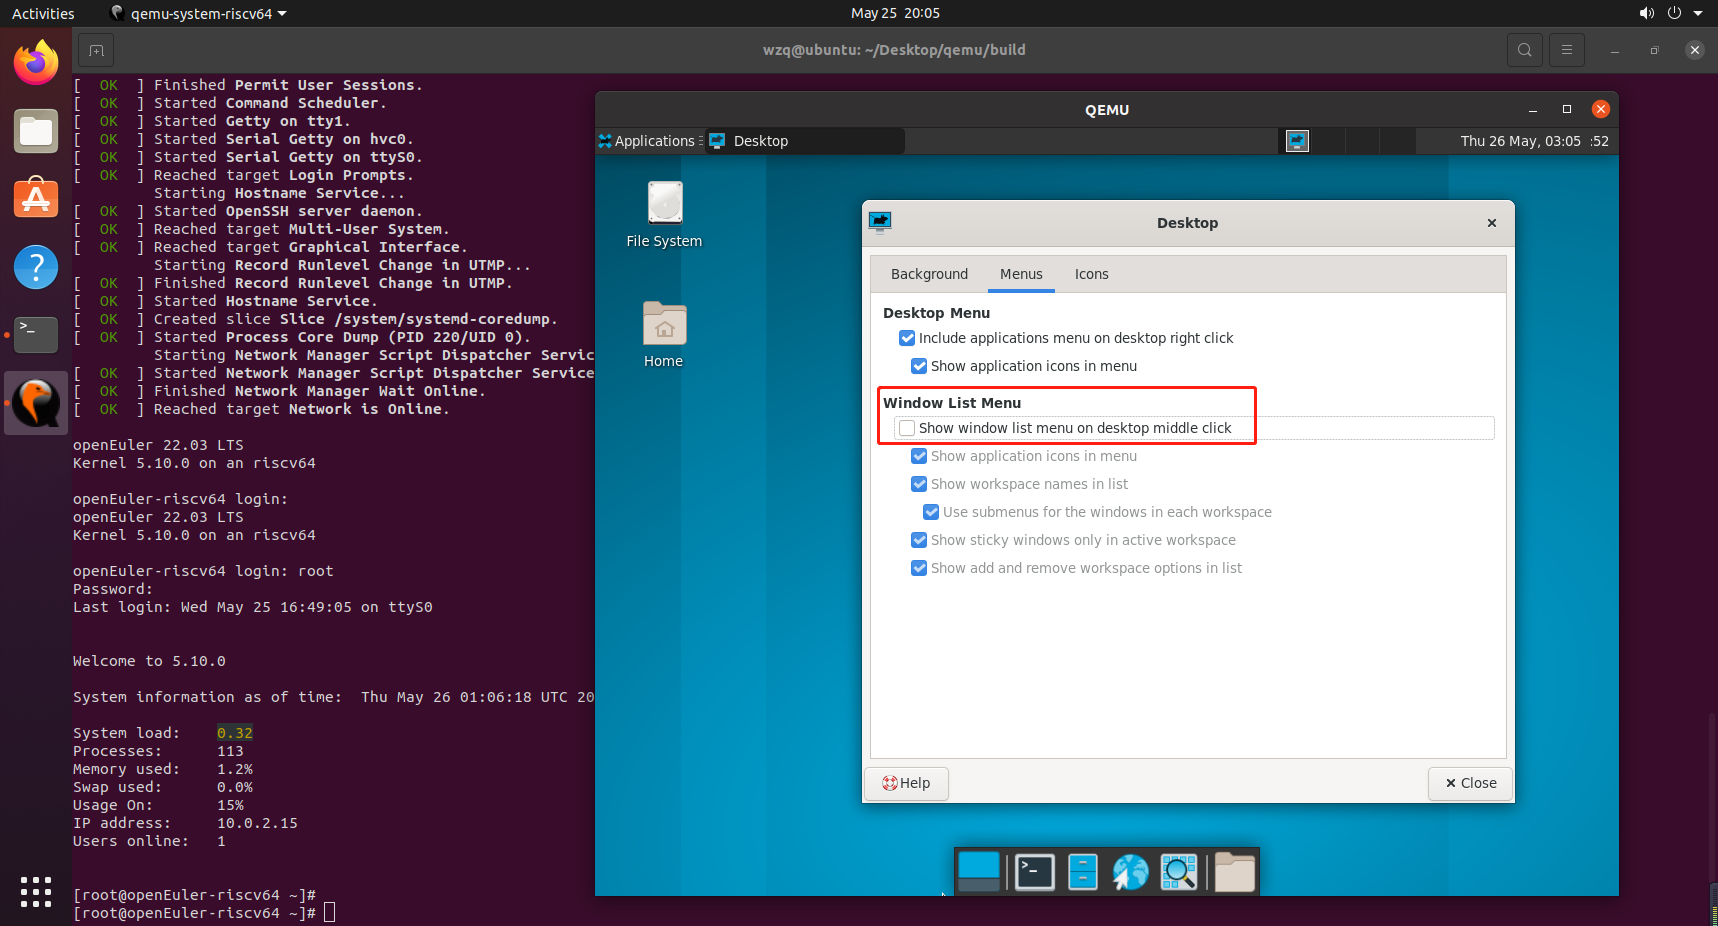 Activities
qemu-system-riscv64
May 25 20:05
wzq@ubuntu: ~/Desktop/qemu/build
[ OK ] Finished Permit User Sessions.
[ OK ] Started Command Scheduler.
[ OK ] Started Getty on tty1.
[ OK ] Started Serial Getty on hvc0.
[ OK ] Started Serial Getty on ttyS0.
[ OK ] Reached target Login Prompts.
Starting Hostname Service...
[ OK ] Started OpenSSH server daemon.
[ OK ] Reached target Multi-User System.
[ OK ] Reached target Graphical Interface.
Starting Record Runlevel Change in UTMP...
[ OK ] Finished Record Runlevel Change in UTMP.
[ OK ] Started Hostname Service.
[ OK ] Created slice Slice /system/systemd-coredump.
[ OK ] Started Process Core Dump (PID 220/UID 0).
Starting Network Manager Script Dispatcher Servic
[ OK ] Started Network Manager Script Dispatcher Service
[ OK ] Finished Network Manager Wait Online.
[ OK ] Reached target Network is Online.
openEuler 22.03 LTS
Kernel 5.10.0 on an riscv64
openEuler-riscv64 login:
openEuler 22.03 LTS
Kernel 5.10.0 on an riscv64
openEuler-riscv64 login: root
Password:
Last login: Wed May 25 16:49:05 on ttyS0
Welcome to 5.10.0
System information as of time: Thu May 26 01:06:18 UTC 20
System load: 0.32
Processes: 113
Memory used: 1.2%
Swap used: 0.0%
Usage On: 15%
IP address: 10.0.2.15
Users online: 1
[root@openEuler-riscv64 ~]#
[root@openEuler-riscv64 ~]#
QEMU
Applications
Desktop
Thu 26 May, 03:05 :52
File System
Home
Desktop
Background
Menus
Icons
Desktop Menu
Include applications menu on desktop right click
Show application icons in menu
Window List Menu
Show window list menu on desktop middle click
Show application icons in menu
Show workspace names in list
Use submenus for the windows in each workspace
Show sticky windows only in active workspace
Show add and remove workspace options in list
Help
Close